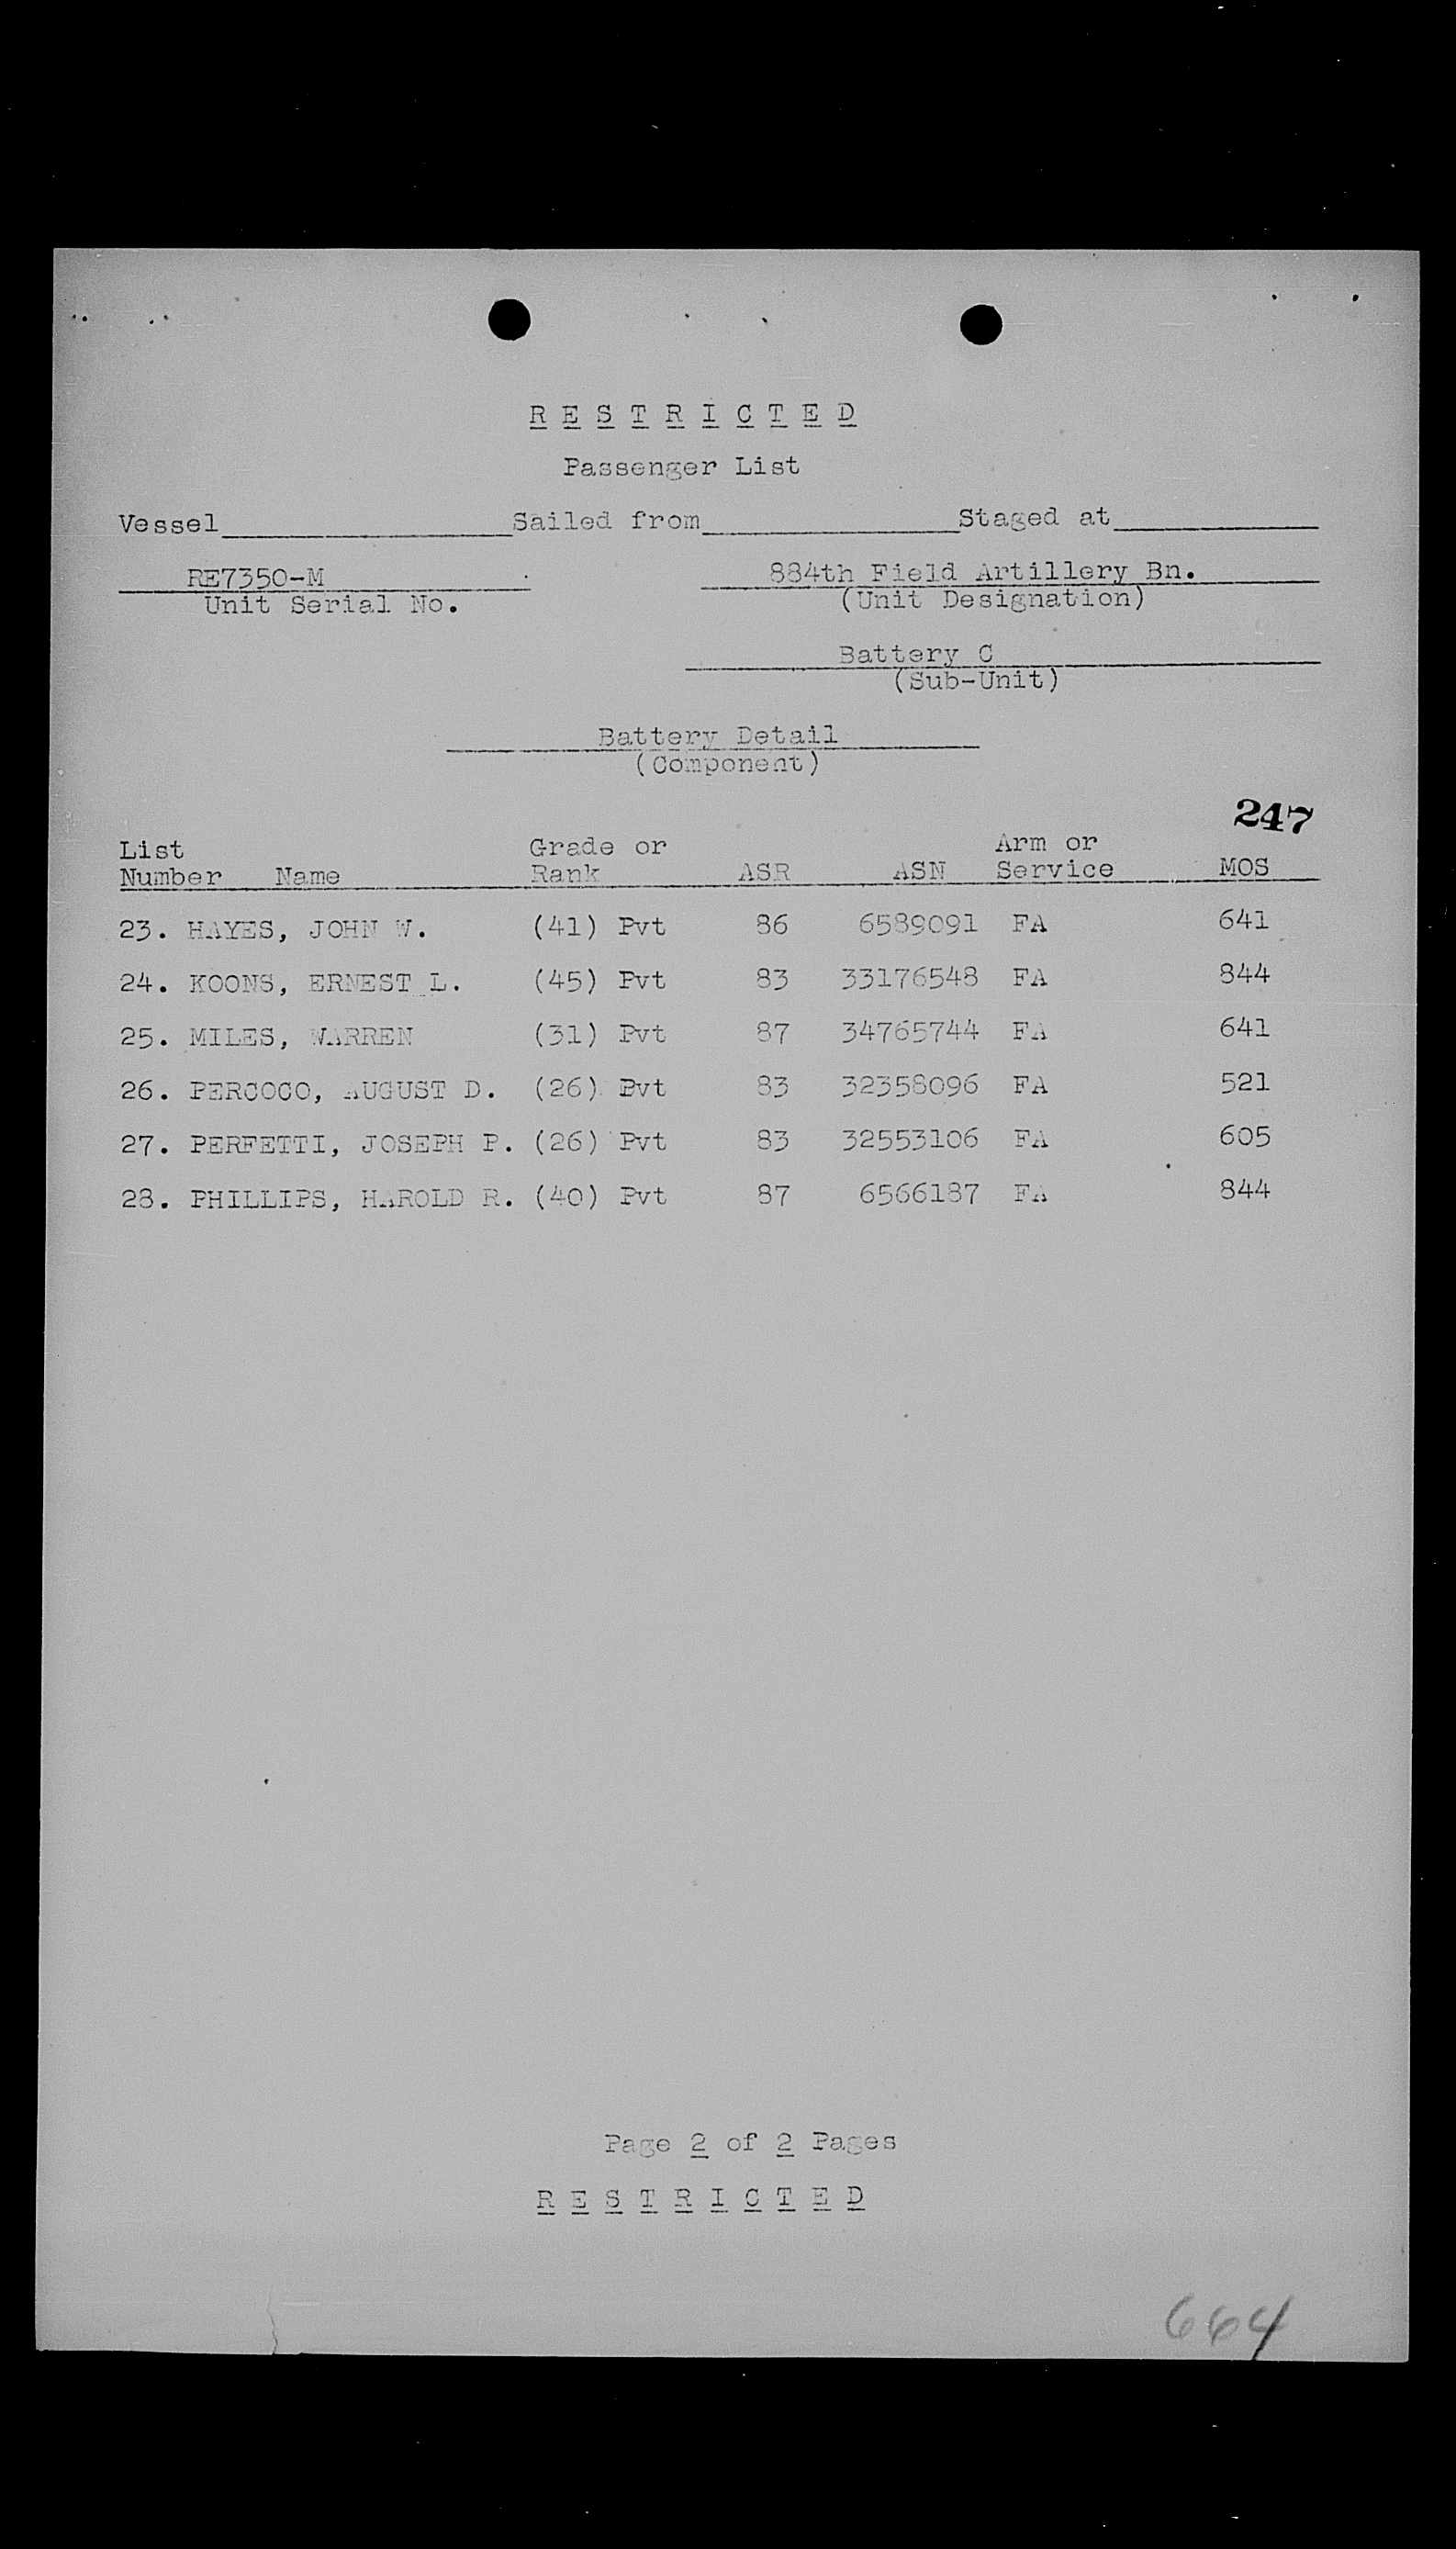 R E S T R I C T E D
Passenger List
Vessel Sailed from Staged at
RE7350-M 884th Field Artillery Bn.
Unit Serial No. (Unit Designation)
Battery C
(Sub-Unit)
Battery Detail
(Component)
247
List Grade or Arm or
Number Name Rank ASR ASN Service MOS
23. HAYES, JOHN W. (41) Pvt 86 6589091 FA 641
24. KOONS, ERNEST L. (45) Pvt 83 33176548 FA 844
25. MILES, WARREN (31) Pvt 87 34765744 FA 641
26. PERCOCO, AUGUST D. (26) Pvt 83 32358096 FA 521
27. PERFETTI, JOSEPH P. (26) Pvt 83 32553106 FA 605
28. PHILLIPS, HAROLD R. (40) Pvt 87 6566187 FA 844
Page 2 of 2 Pages
R E S T R I C T E D
664